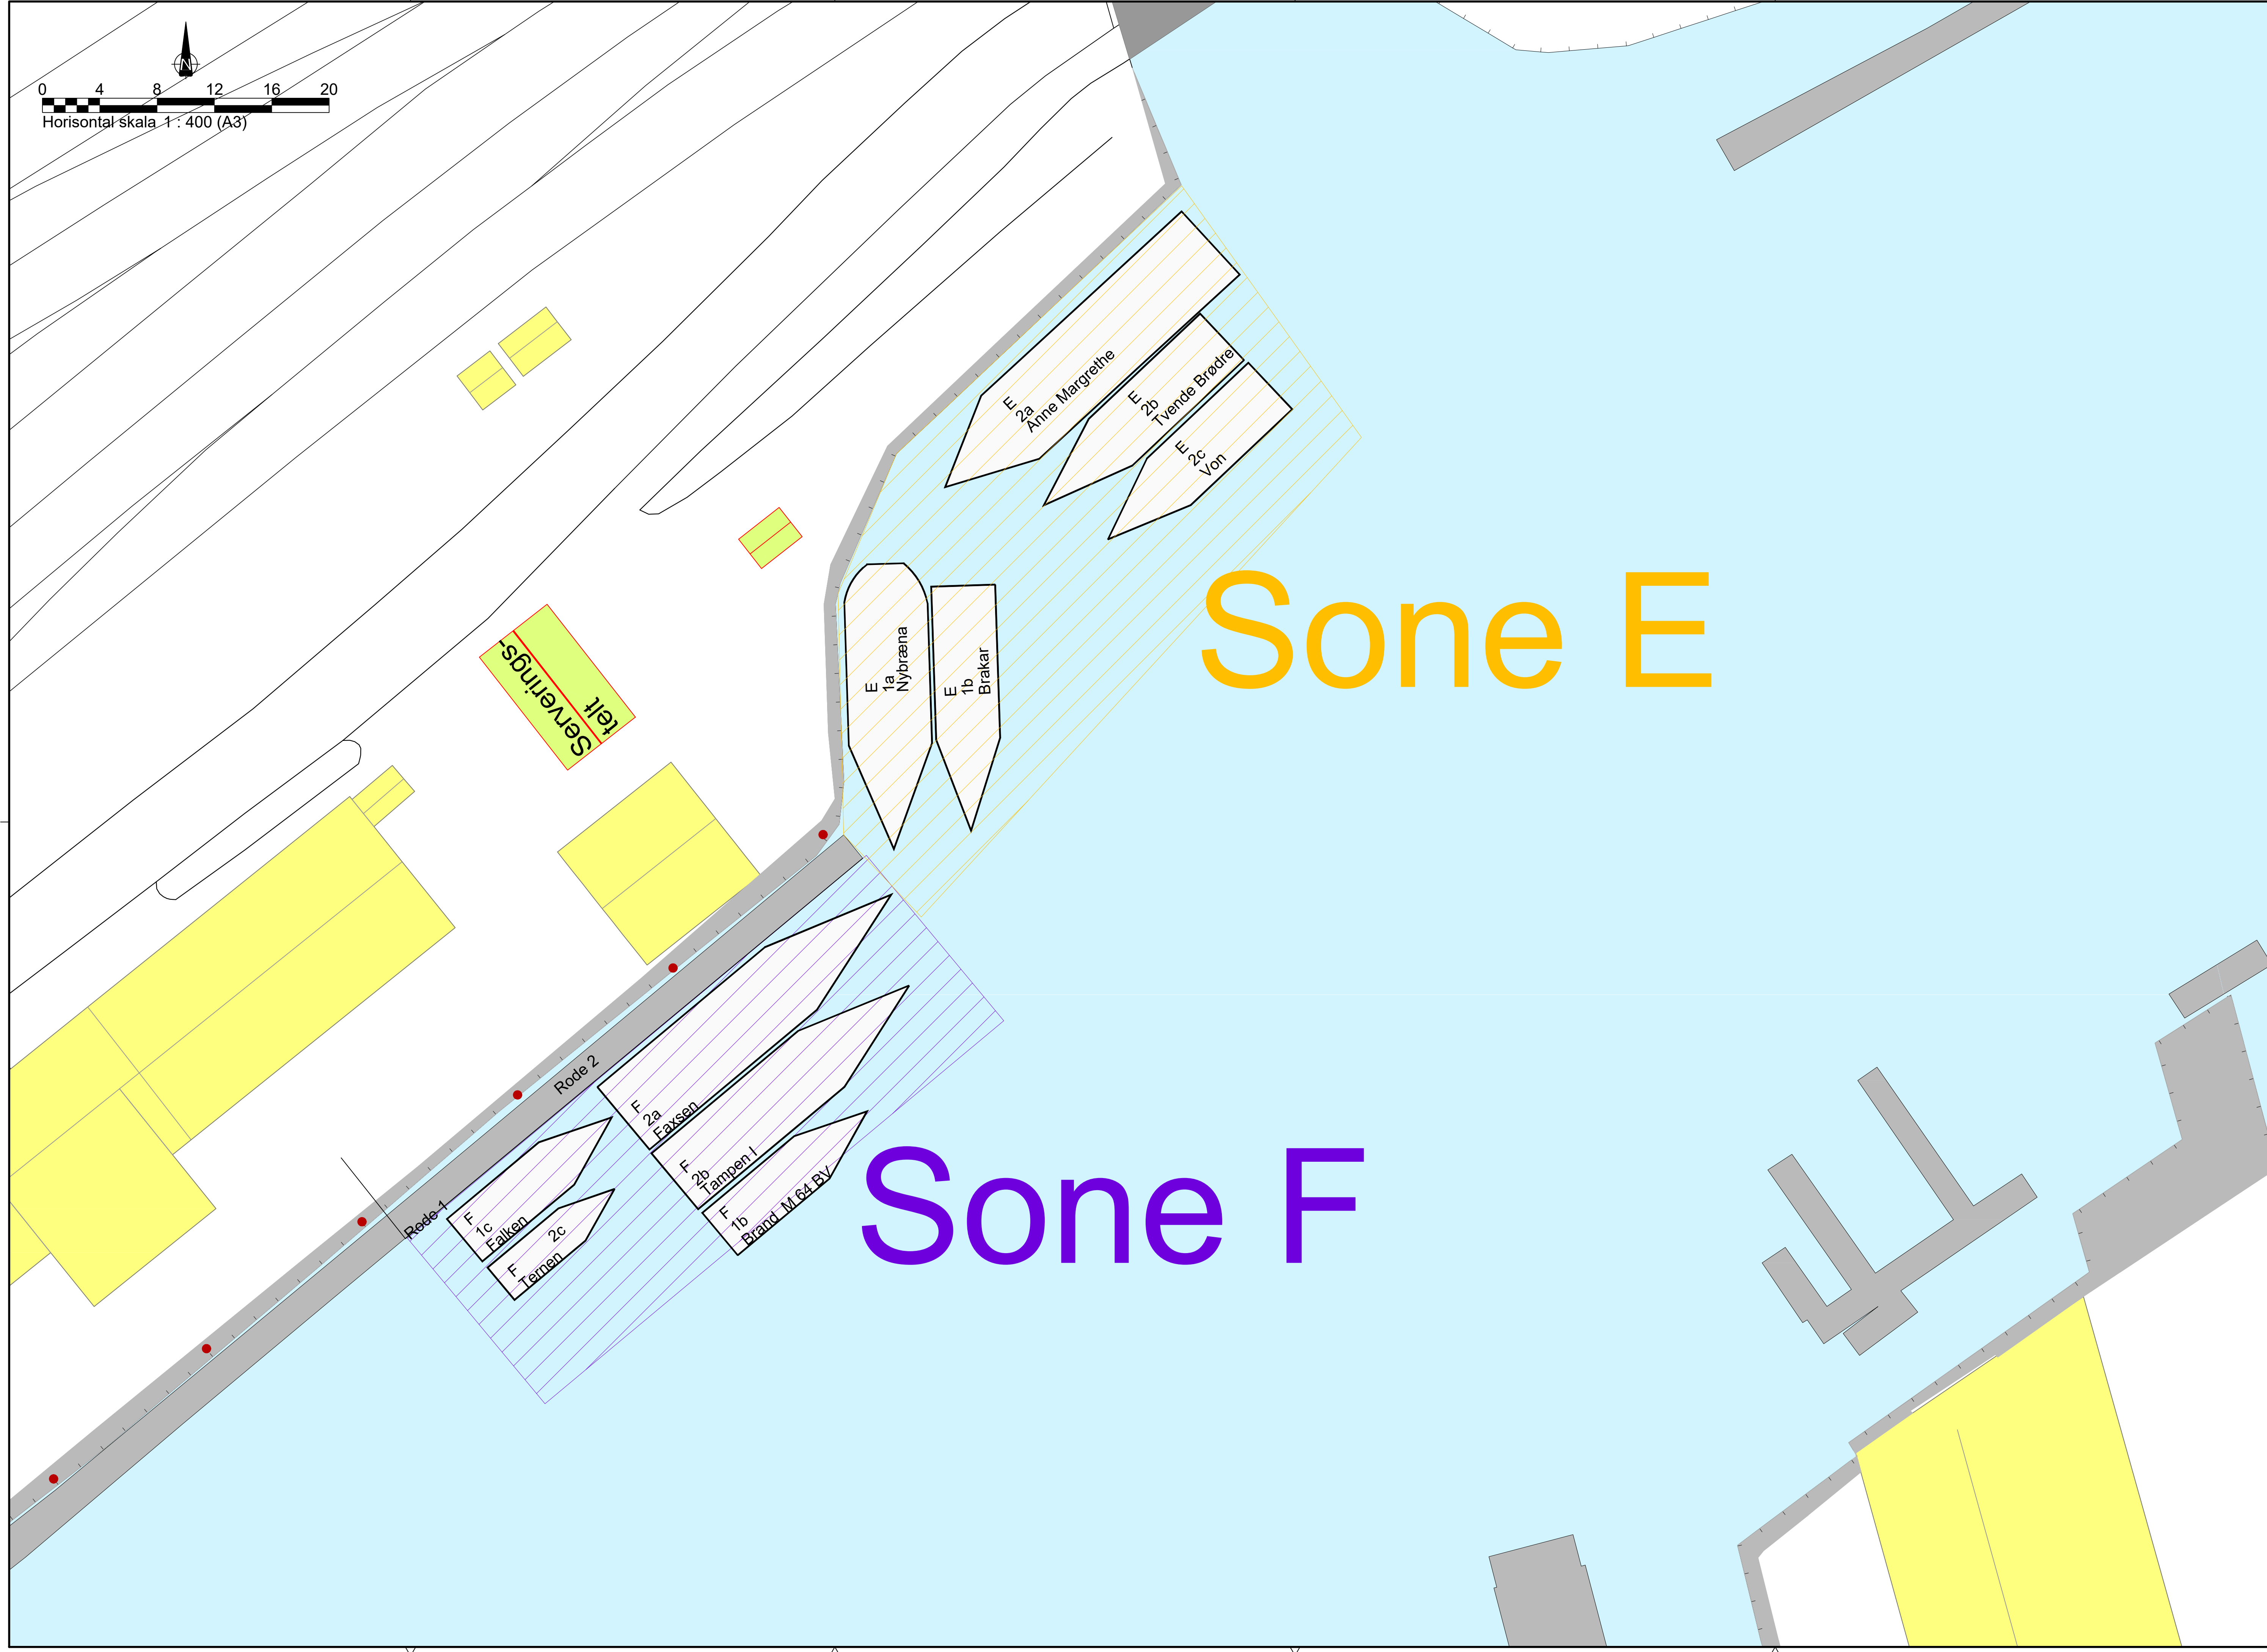 N
0 4 8 12 16 20
Horisontal skala 1 : 400 (A3)
E
2a
Anne Margrethe
E
2b
Tvende Brødre
E
2c
Von
Sone E
E
1a
Nybræna
E
1b
Brakar
Serverings-
telt
Rode 2
Rode 1
F
2a
Faxsen
F
2b
Tampen I
F
1b
Brand M 64 BV
F
1c
Falken
F 2c
Ternen
Sone F